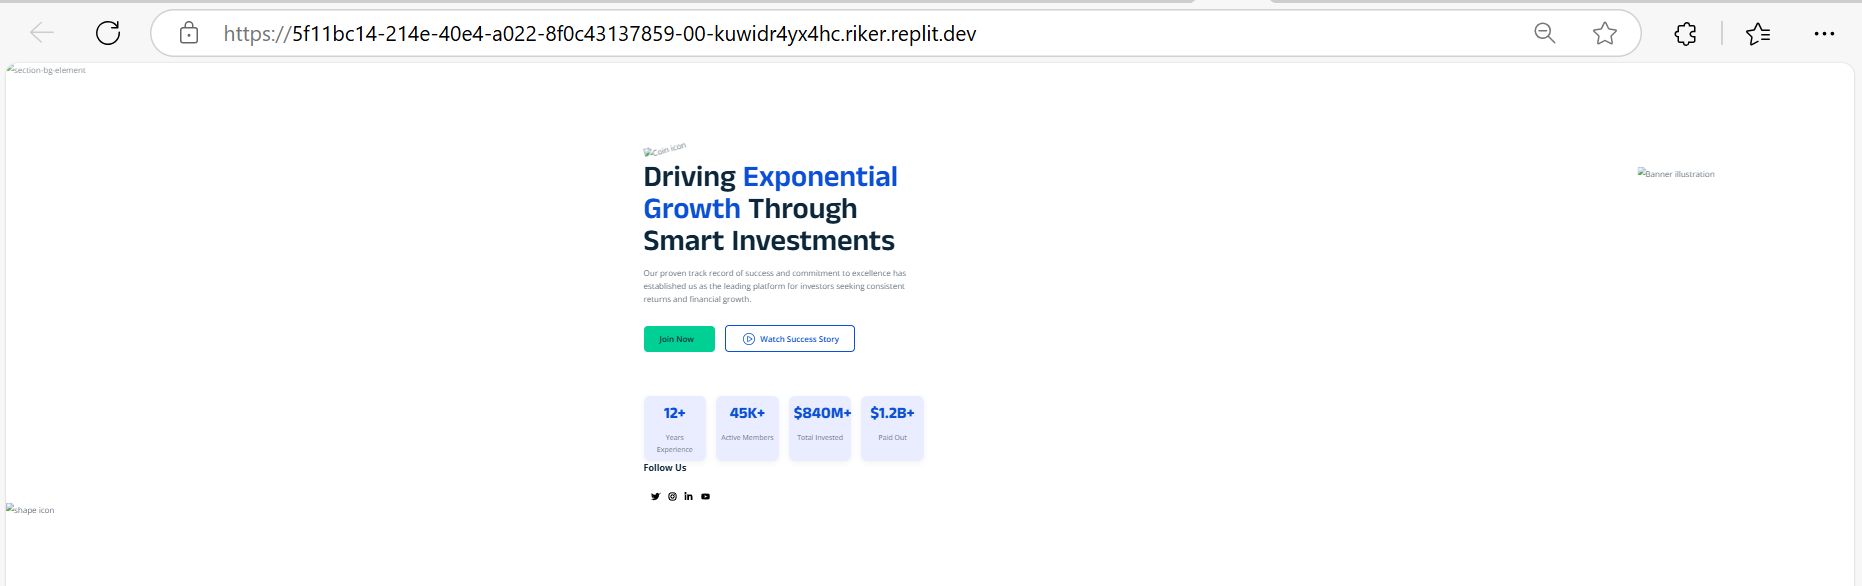 https://5f11bc14-214e-40e4-a022-8f0c43137859-00-kuwidr4yx4hc.riker.replit.dev
section-bg-element
Coin icon
Driving Exponential
Growth Through
Smart Investments
Banner illustration
Our proven track record of success and commitment to excellence has
established us as the leading platform for investors seeking consistent
returns and financial growth.
Join Now
Watch Success Story
12+
Years
Experience
45K+
Active Members
$840M+
Total Invested
$1.2B+
Paid Out
Follow Us
shape icon